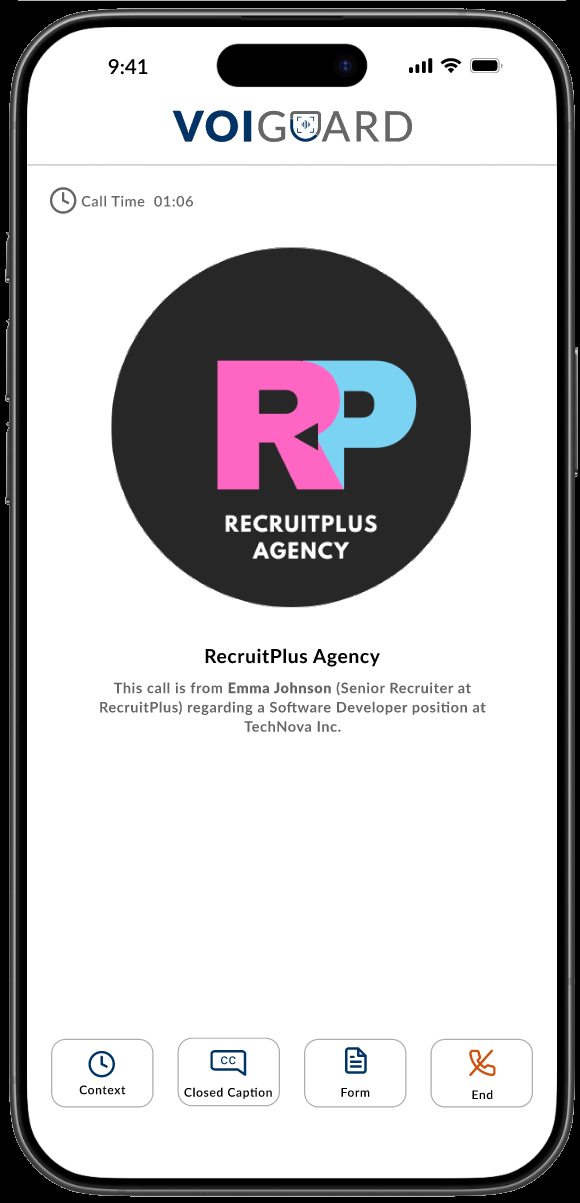 9:41
VOIGUARD
Call Time 01:06
RP
RECRUITPLUS
AGENCY
RecruitPlus Agency
This call is from Emma Johnson (Senior Recruiter at
RecruitPlus) regarding a Software Developer position at
TechNova Inc.
CC
Context
Closed Caption
Form
End